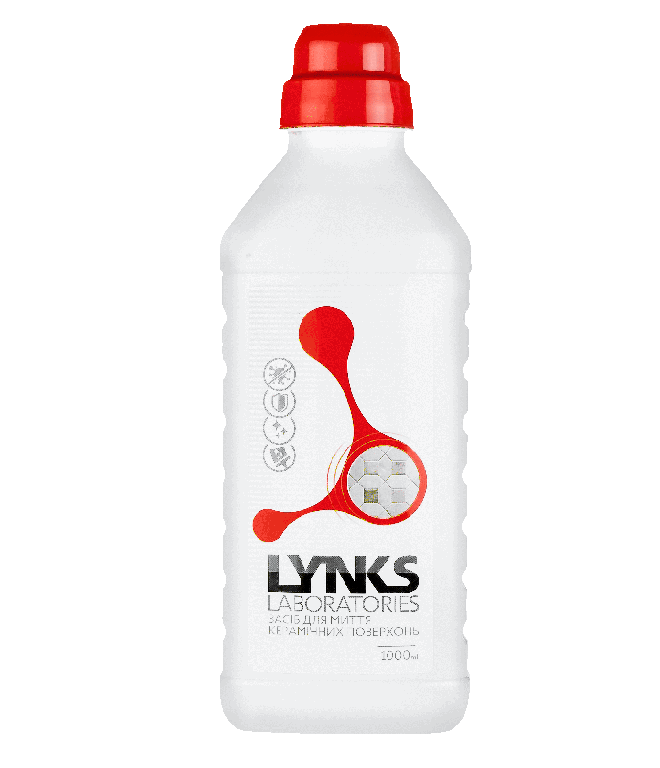 LYNKS
LABORATORIES
ЗАСІБ ДЛЯ МИТТЯ
КЕРАМІЧНИХ ПОВЕРХОНЬ
1000ml